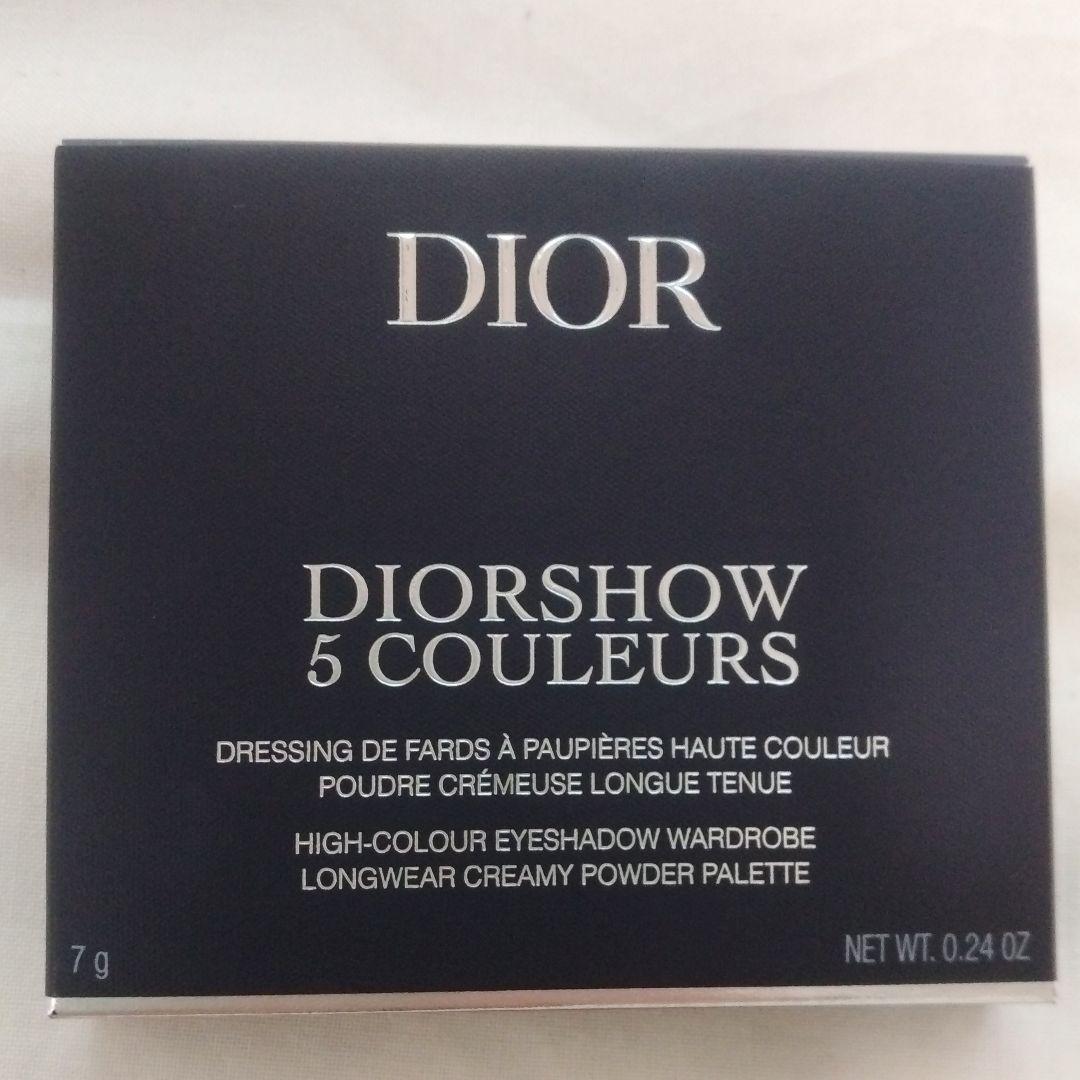 DIOR
DIORSHOW
5 COULEURS
DRESSING DE FARDS À PAUPIÈRES HAUTE COULEUR
POUDRE CRÉMEUSE LONGUE TENUE
HIGH-COLOUR EYESHADOW WARDROBE
LONGWEAR CREAMY POWDER PALETTE
7 g
NET WT. 0.24 OZ